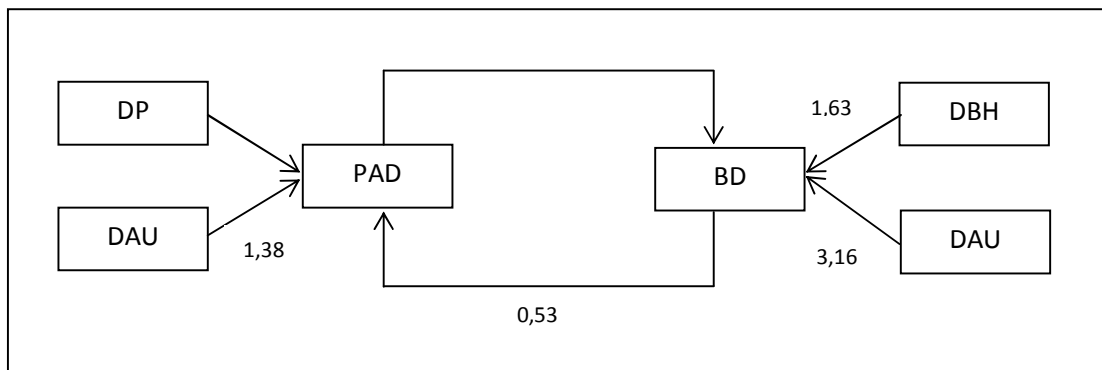 DP
PAD
DAU
1,38
0,53
BD
1,63
DBH
3,16
DAU